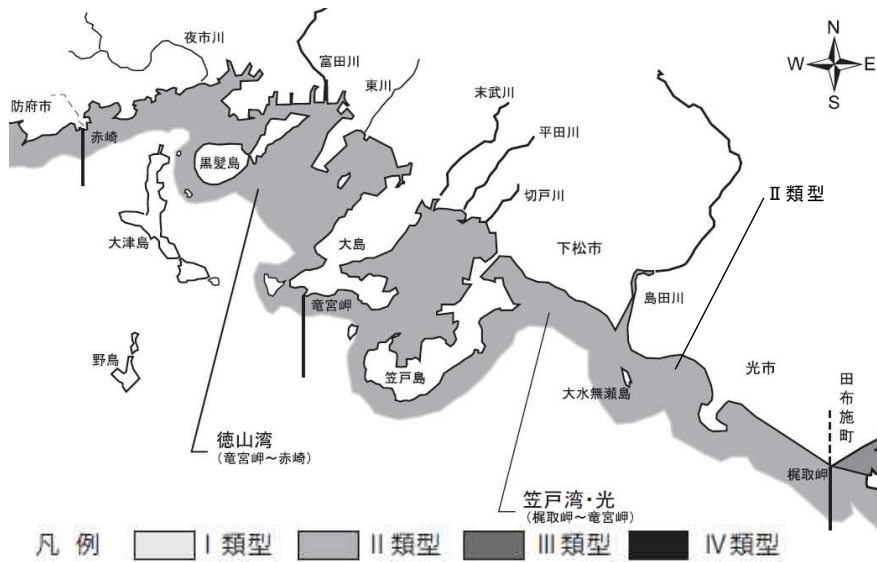 夜市川
富田川
東川
末武川
平田川
切戸川
N
W
E
S
防府市
赤崎
黒髪島
大津島
大島
竜宮岬
野島
笠戸島
下松市
島田川
Ⅱ類型
大水無瀬島
光市
田布施町
梶取岬
徳山湾
(竜宮岬～赤崎)
笠戸湾・光
(梶取岬～竜宮岬)
凡 例
Ⅰ類型
Ⅱ類型
Ⅲ類型
Ⅳ類型